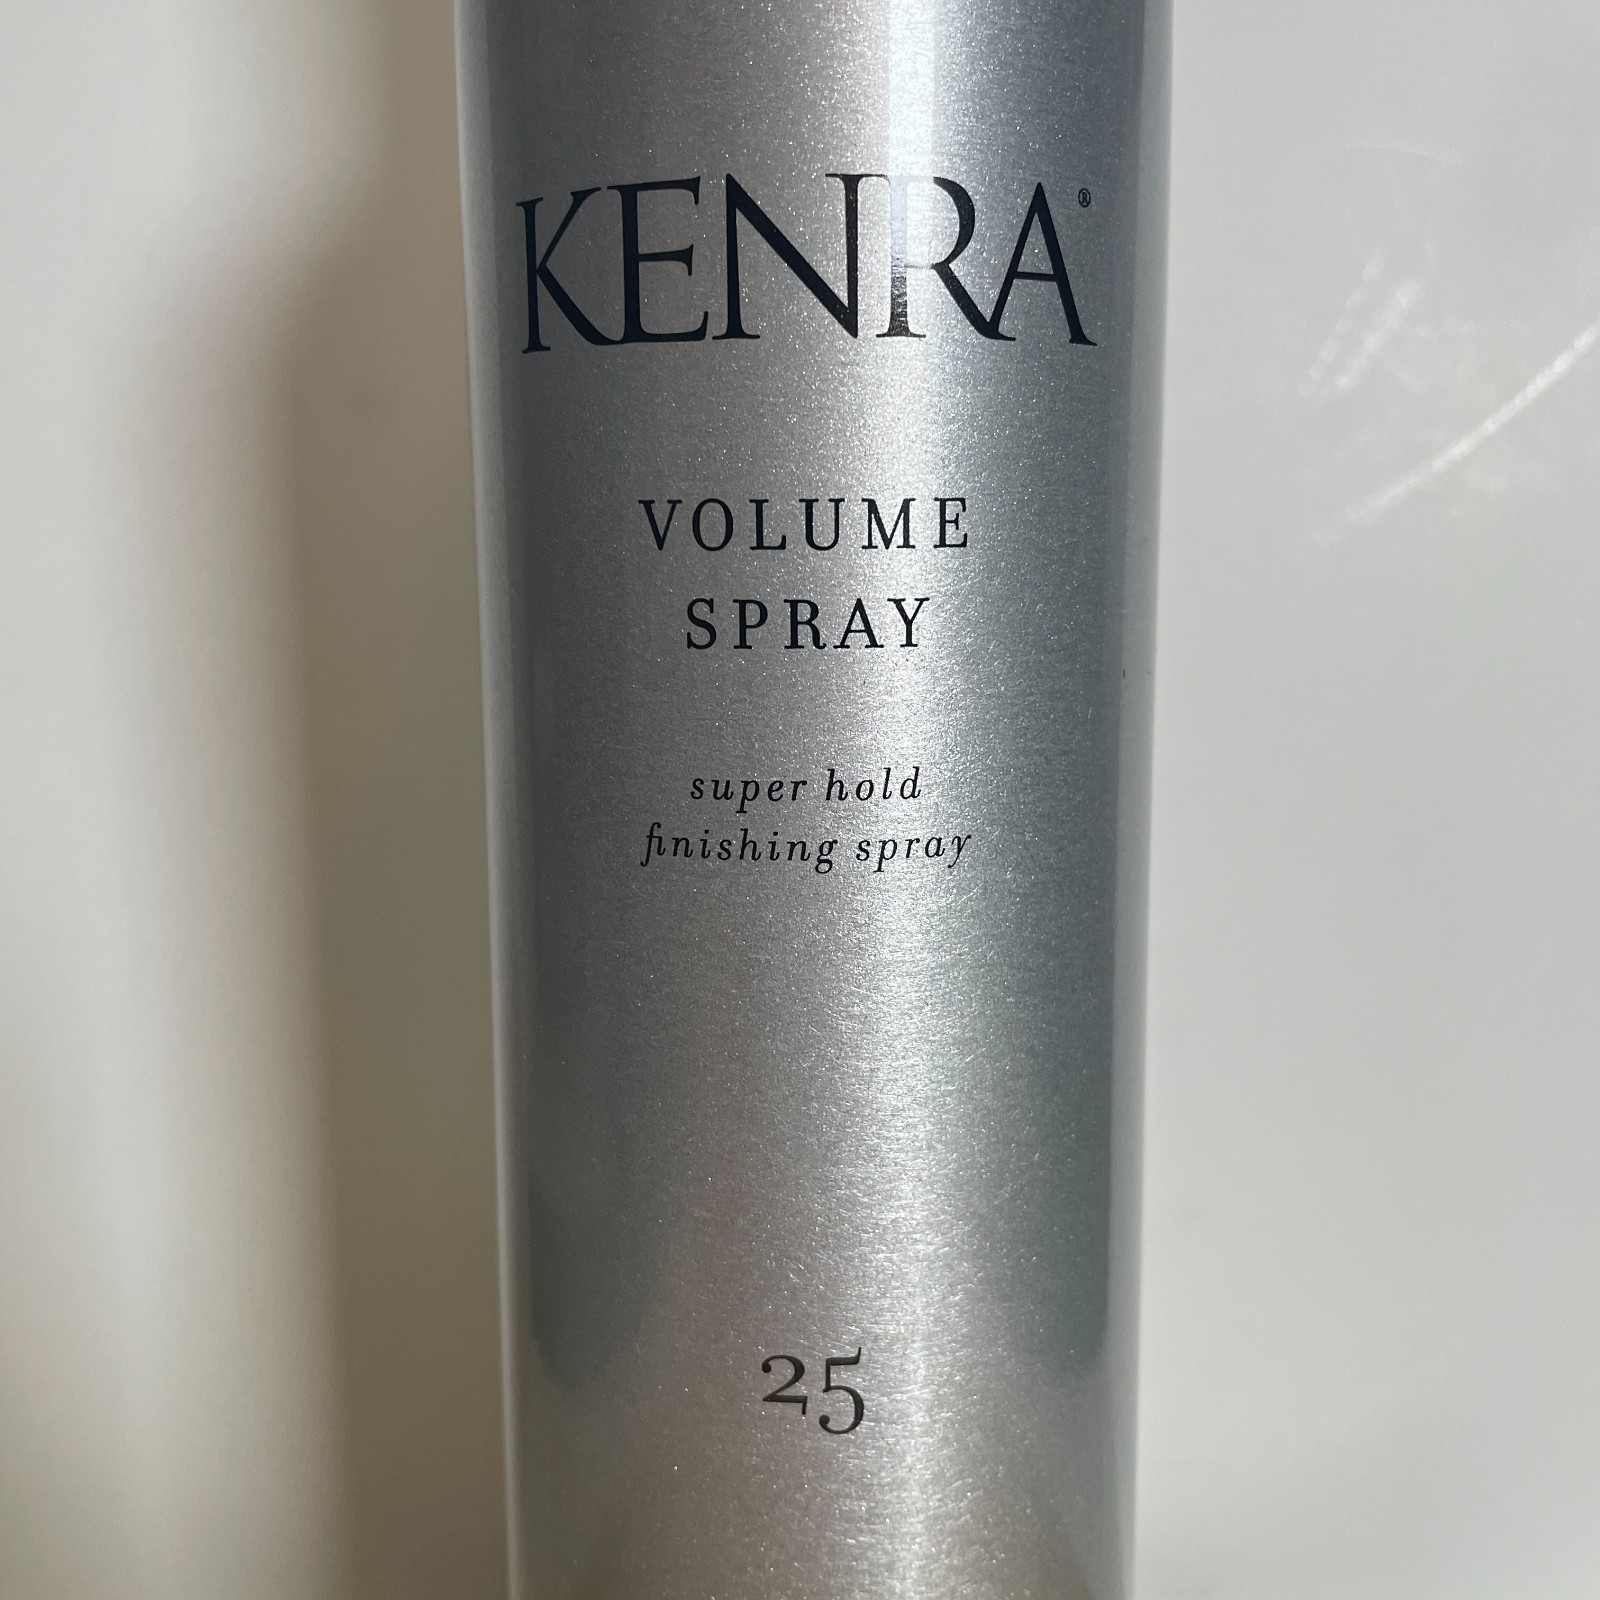 KENRA®
VOLUME
SPRAY
super hold
finishing spray
25